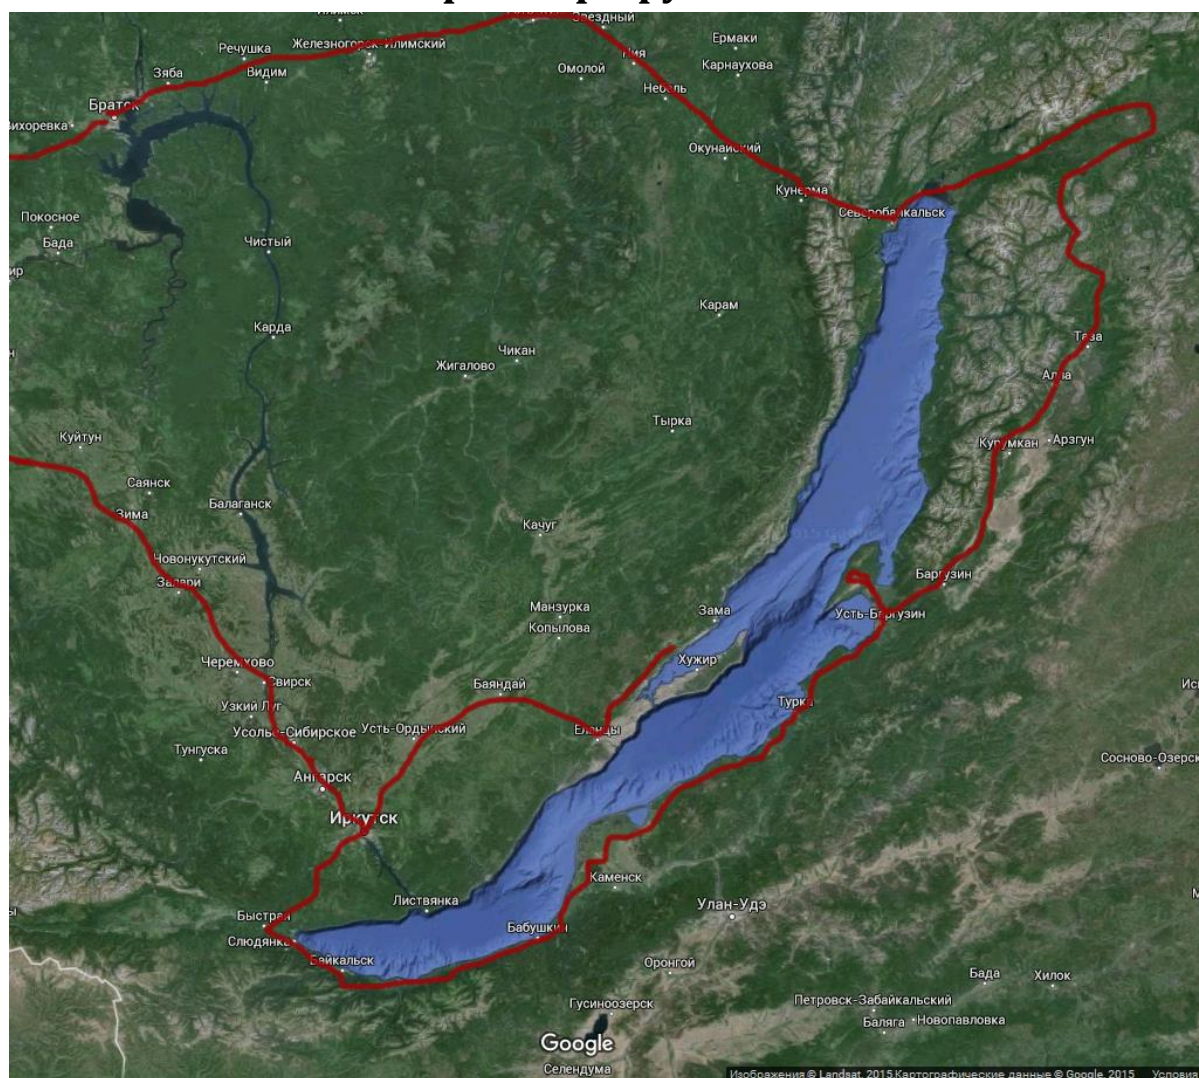 Звездный
Ермаки
Речушка
Железногорск-Илимский
Ния
Карнаухова
Зяба
Видим
Омолой
Небель
Братск
Вихоревка
Окунайский
Кунерма
Северобайкальск
Покосное
Бада
Чистый
Карам
Карда
Таза
Чикан
Жигалово
Алла
Тырка
Куйтун
Курумкан
Арзгун
Саянск
Балаганск
Зима
Качуг
Новонукутский
Залари
Баргузин
Манзурка
Зама
Усть-Баргузин
Копылова
Черемхово
Хужир
Свирск
Баяндай
Турка
Узкий Луг
Усолье-Сибирское
Усть-Ордынский
Еланцы
Тунгуска
Сосново-Озерск
Ангарск
Иркутск
Каменск
Листвянка
Улан-Удэ
Быстрая
Слюдянка
Бабушкин
Байкальск
Оронгой
Бада
Хилок
Гусиноозерск
Петровск-Забайкальский
Баляга
Новопавловка
Google
Селендума
Изображения © Landsat, 2015 Картографические данные © Google, 2015 Условия